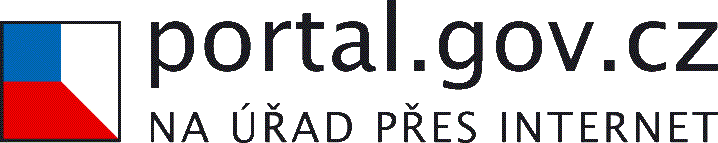 portal.gov.cz
NA ÚŘAD PŘES INTERNET